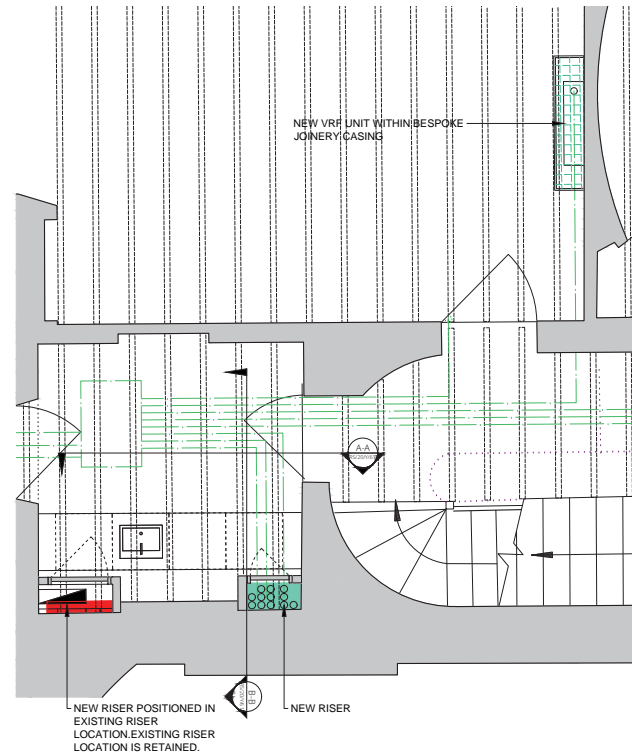 NEW VRF UNIT WITHIN BESPOKE
JOINERY CASING
A-A
B-B
NEW RISER POSITIONED IN
EXISTING RISER
LOCATION.EXISTING RISER
LOCATION IS RETAINED.
NEW RISER